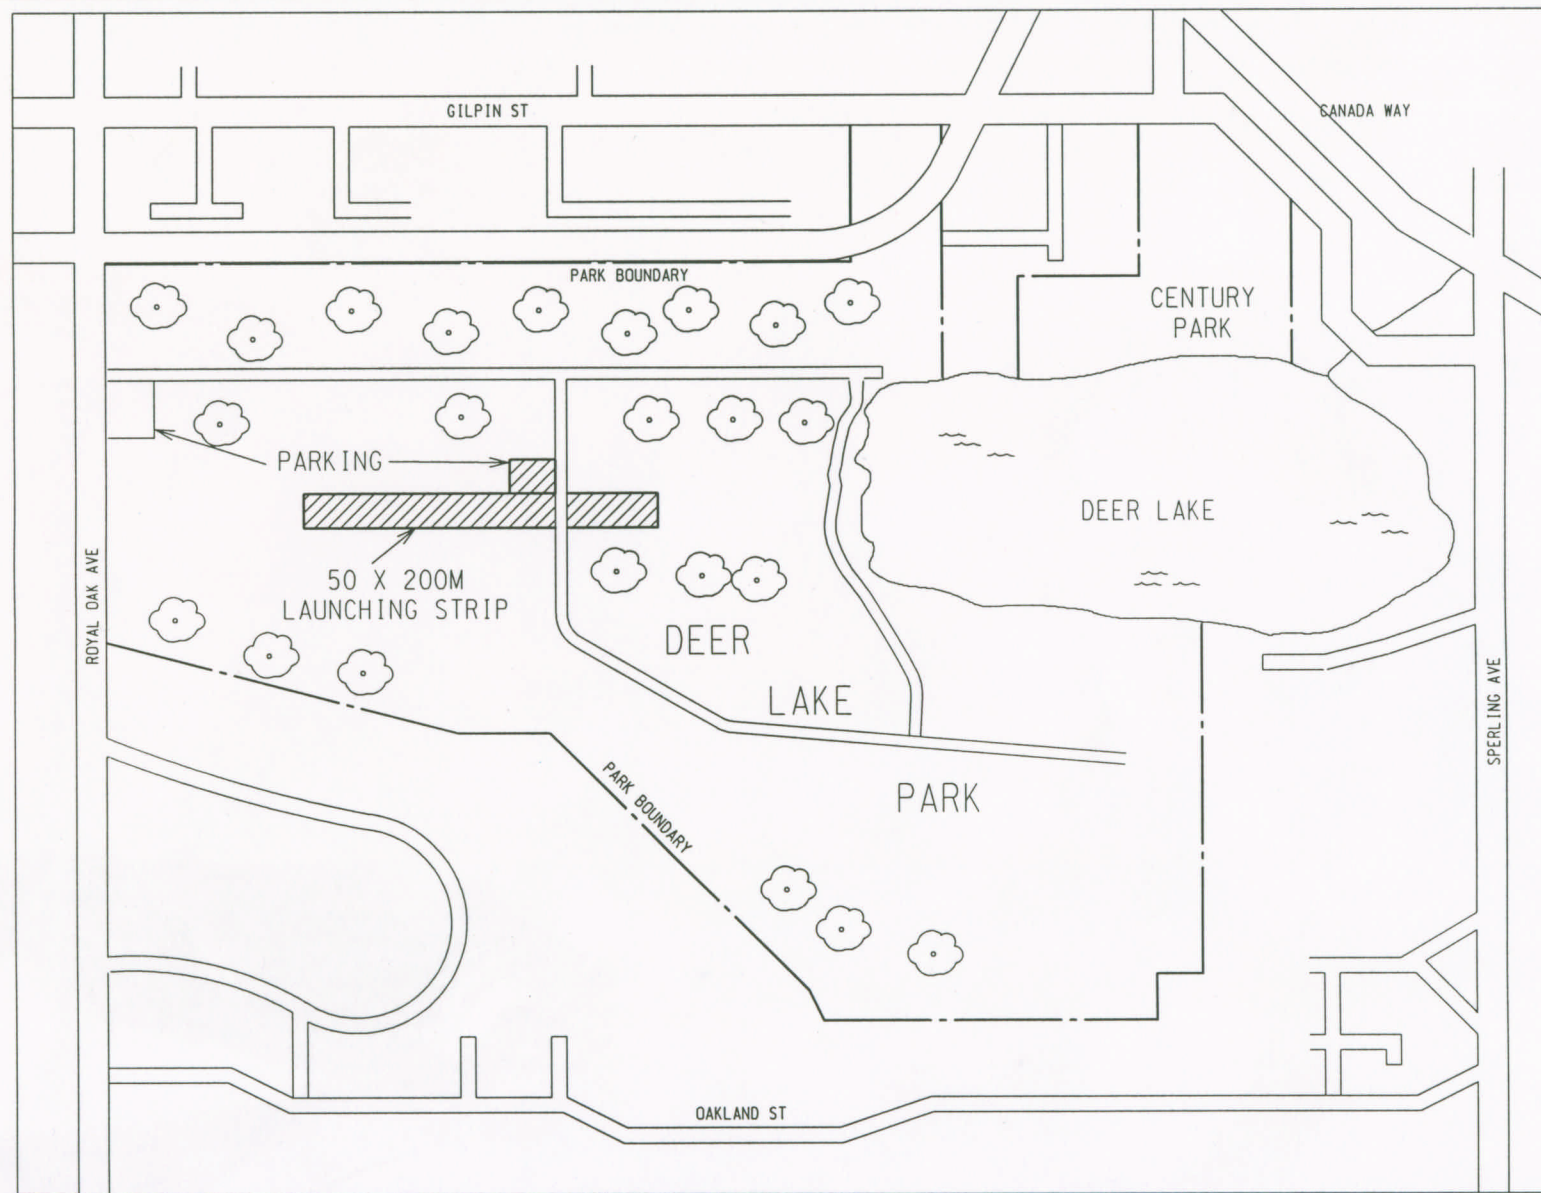 GILPIN ST
CANADA WAY
PARK BOUNDARY
CENTURY
PARK
PARKING
DEER LAKE
ROYAL OAK AVE
50 X 200M
LAUNCHING STRIP
DEER
LAKE
PARK
SPERLING AVE
PARK BOUNDARY
OAKLAND ST